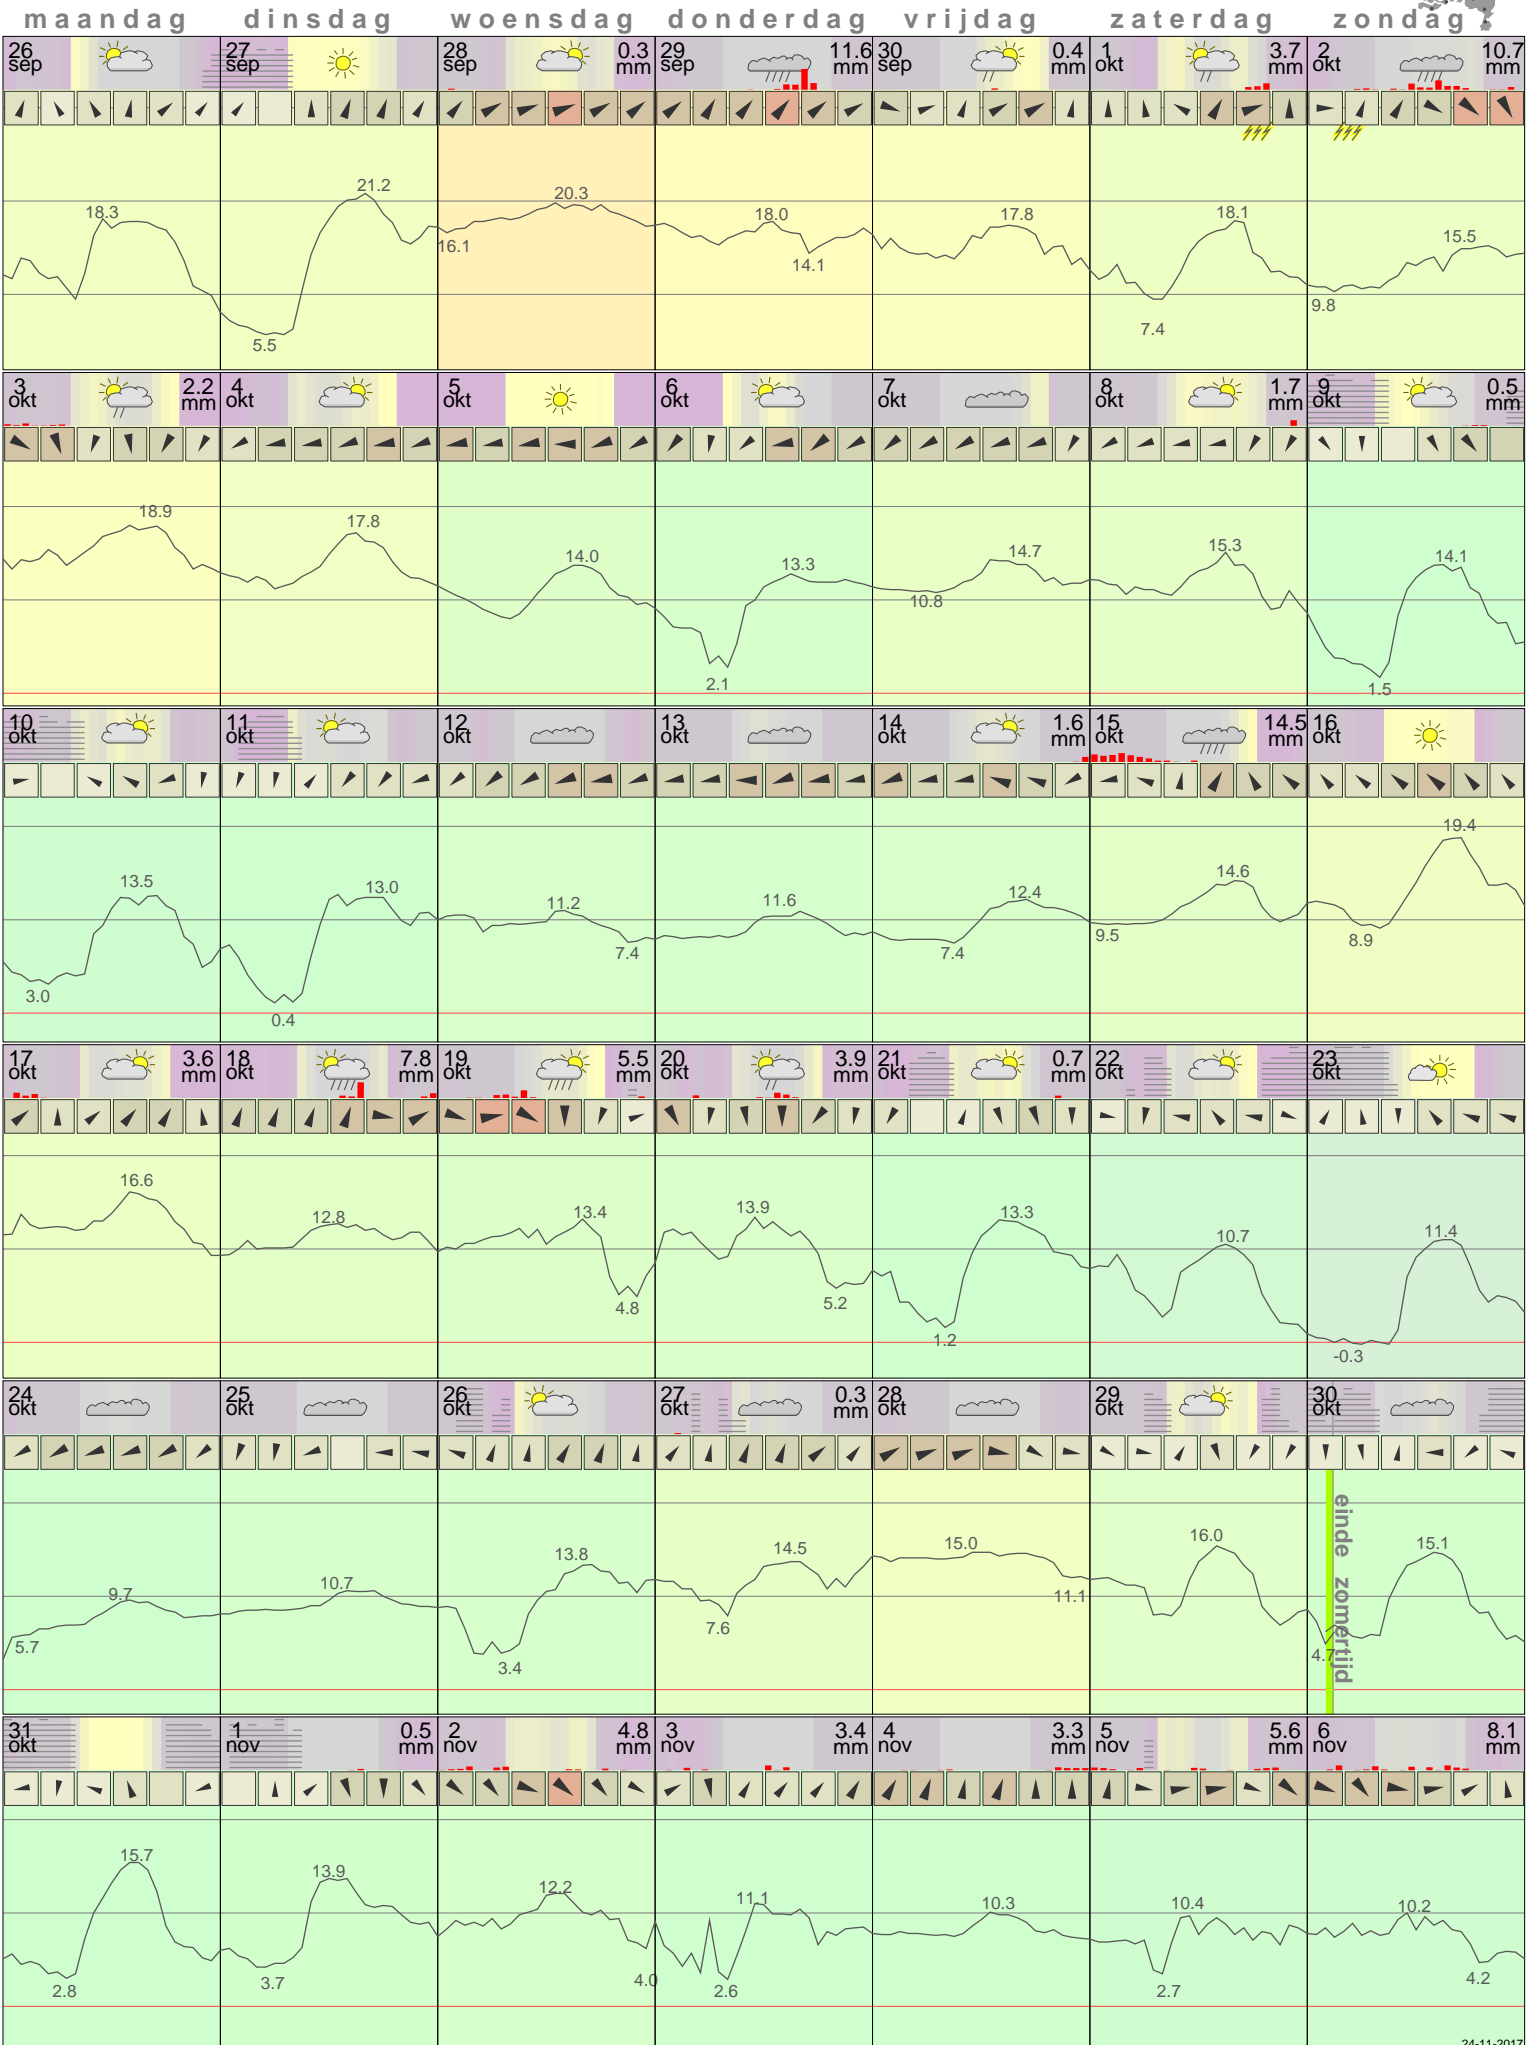 maandag dinsdag woensdag donderdag vrijdag zaterdag zondag
26 27 28 0.3 29 11.6 30 0.4 1 3.7 2 10.7
sep sep sep mm sep mm sep mm okt mm okt mm
21.2
20.3
18.3 18.0 17.8 18.1
16.1 15.5
14.1
9.8
7.4
5.5
3 2.2 4 5 6 7 8 1.7 9 0.5
okt mm okt okt okt okt okt mm okt mm
18.9 17.8
14.0 13.3 14.7 15.3 14.1
10.8
2.1 1.5
10 11 12 13 14 1.6 15 14.5 16
okt okt okt okt okt mm okt mm okt
19.4
13.5 13.0 11.2 11.6 12.4 14.6
7.4 7.4 9.5 8.9
3.0
0.4
17 3.6 18 7.8 19 5.5 20 3.9 21 0.7 22 23
okt mm okt mm okt mm okt mm okt mm okt okt
16.6
12.8 13.4 13.9 13.3 10.7 11.4
4.8 5.2
1.2 -0.3
24 25 26 27 0.3 28 29 30
okt okt okt okt mm okt okt okt
einde zomertijd
9.7 10.7 13.8 14.5 15.0 16.0 15.1
11.1
5.7 3.4 7.6 4.7
31 1 0.5 2 4.8 3 3.4 4 3.3 5 5.6 6 8.1
okt nov mm nov mm nov mm nov mm nov mm nov mm
15.7 13.9 12.2 11.1 10.3 10.4 10.2
2.8 3.7 4.0 2.6 2.7 4.2
24-11-2017